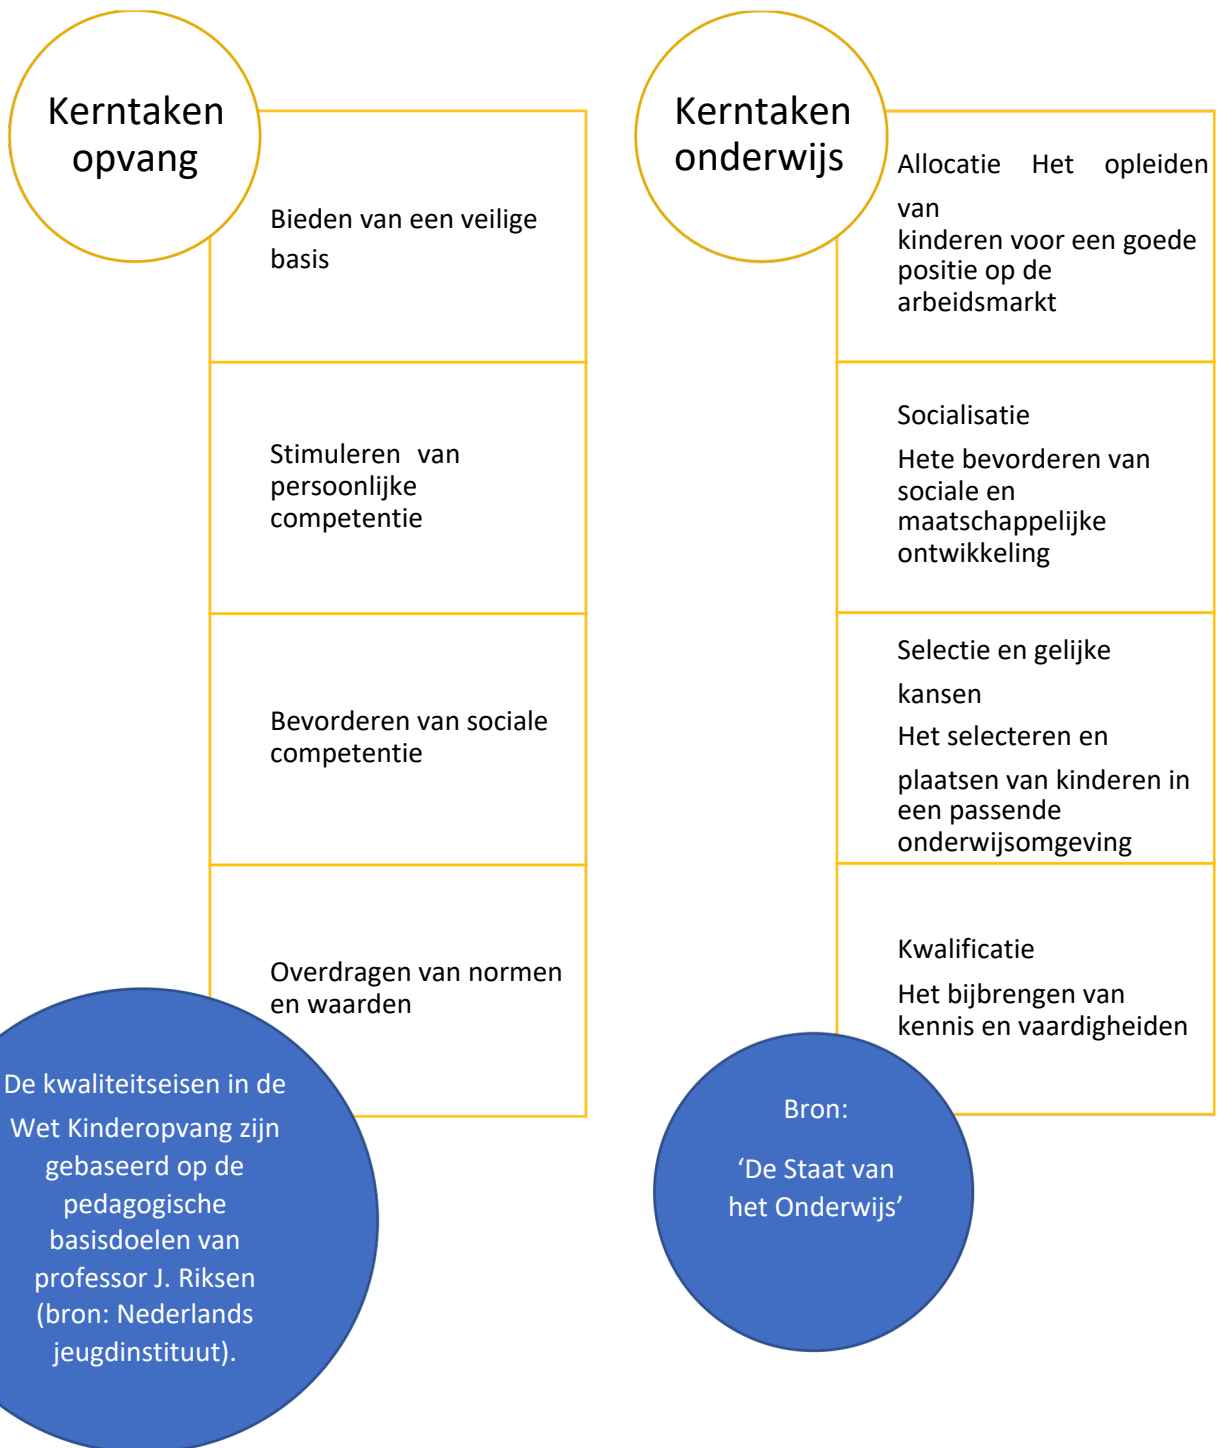 Kerntaken
opvang
Bieden van een veilige
basis
Stimuleren van
persoonlijke
competentie
Bevorderen van sociale
competentie
Overdragen van normen
en waarden
De kwaliteitseisen in de
Wet Kinderopvang zijn
gebaseerd op de
pedagogische
basisdoelen van
professor J. Riksen
(bron: Nederlands
jeugdinstituut).
Kerntaken
onderwijs
Allocatie Het opleiden
van
kinderen voor een goede
positie op de
arbeidsmarkt
Socialisatie
Hete bevorderen van
sociale en
maatschappelijke
ontwikkeling
Selectie en gelijke
kansen
Het selecteren en
plaatsen van kinderen in
een passende
onderwijsomgeving
Kwalificatie
Het bijbrengen van
kennis en vaardigheiden
Bron:
‘De Staat van
het Onderwijs’